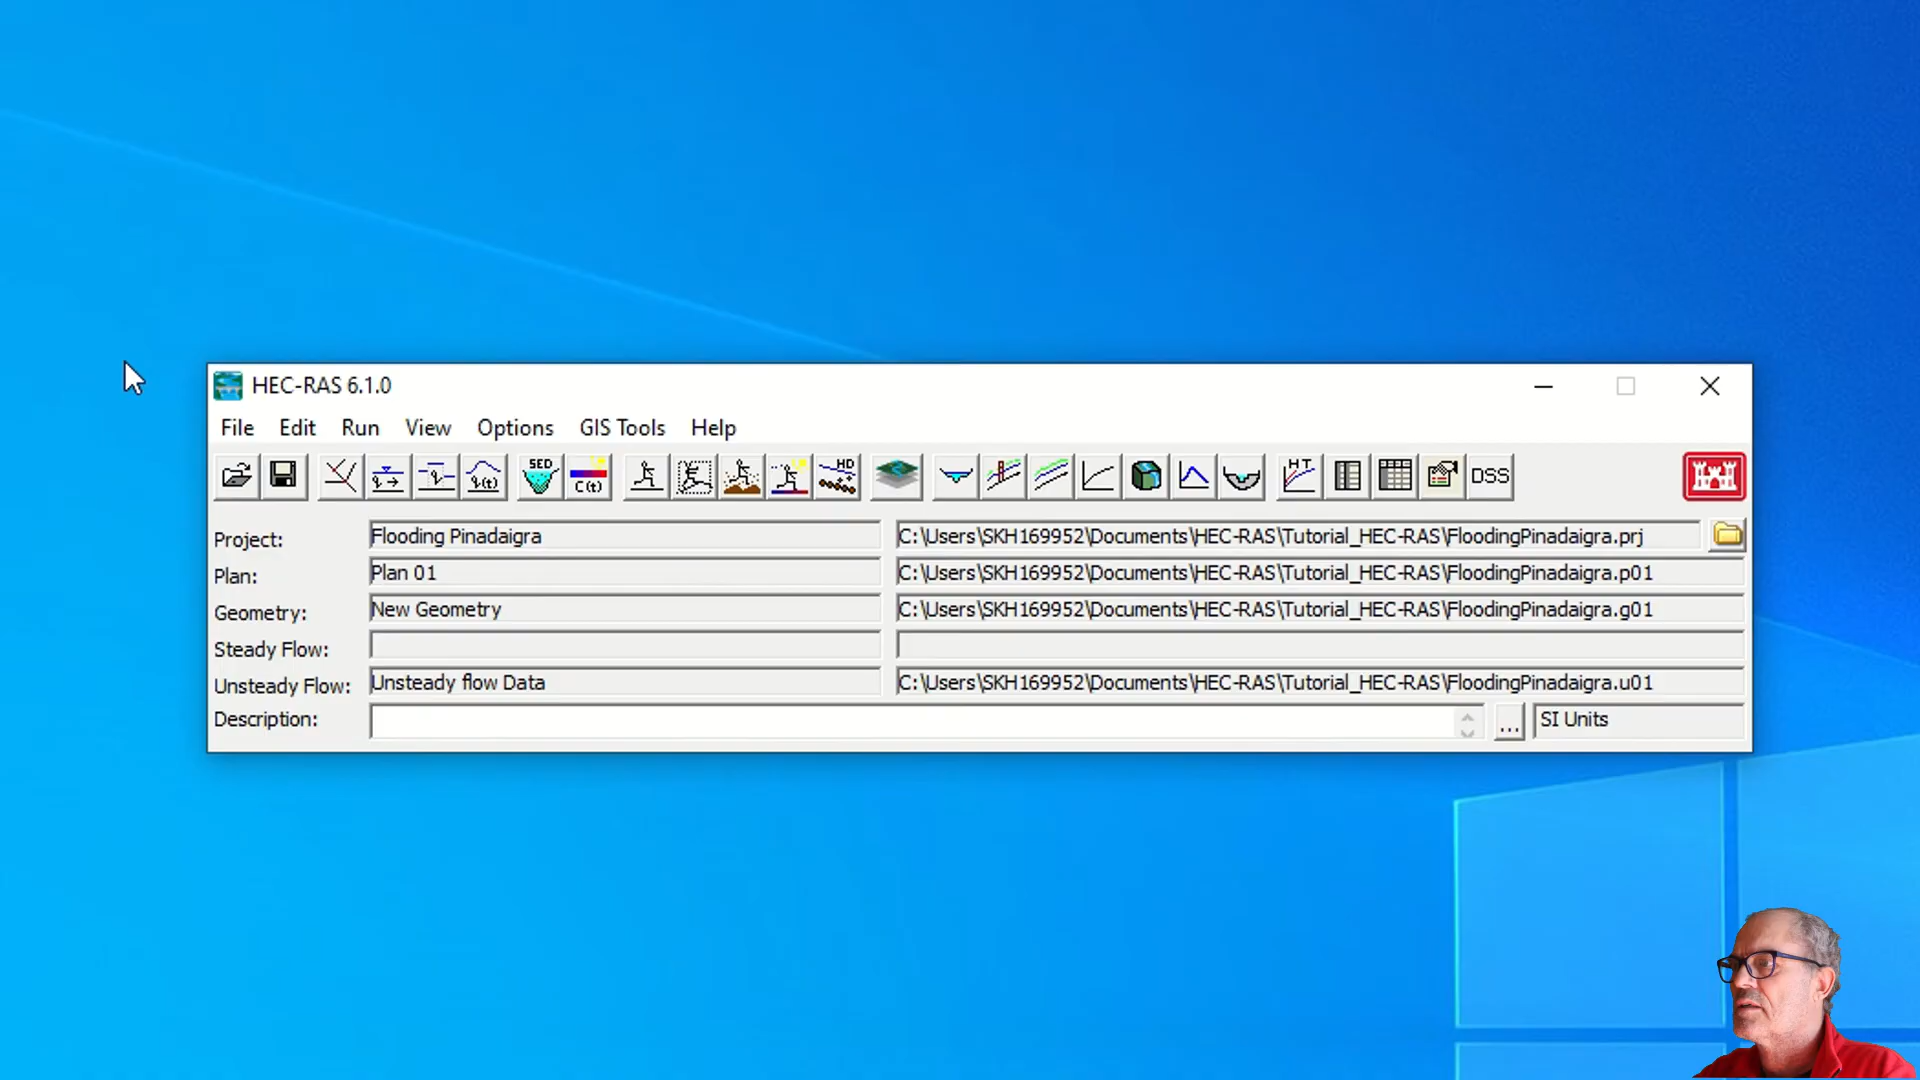 HEC-RAS 6.1.0
File Edit Run View Options GIS Tools Help
SED C(t) HD HT DSS
Project: Flooding Pinadaigra C:\Users\SKH169952\Documents\HEC-RAS\Tutorial_HEC-RAS\FloodingPinadaigra.prj
Plan: Plan 01 C:\Users\SKH169952\Documents\HEC-RAS\Tutorial_HEC-RAS\FloodingPinadaigra.p01
Geometry: New Geometry C:\Users\SKH169952\Documents\HEC-RAS\Tutorial_HEC-RAS\FloodingPinadaigra.g01
Steady Flow:
Unsteady Flow: Unsteady flow Data C:\Users\SKH169952\Documents\HEC-RAS\Tutorial_HEC-RAS\FloodingPinadaigra.u01
Description: ... SI Units